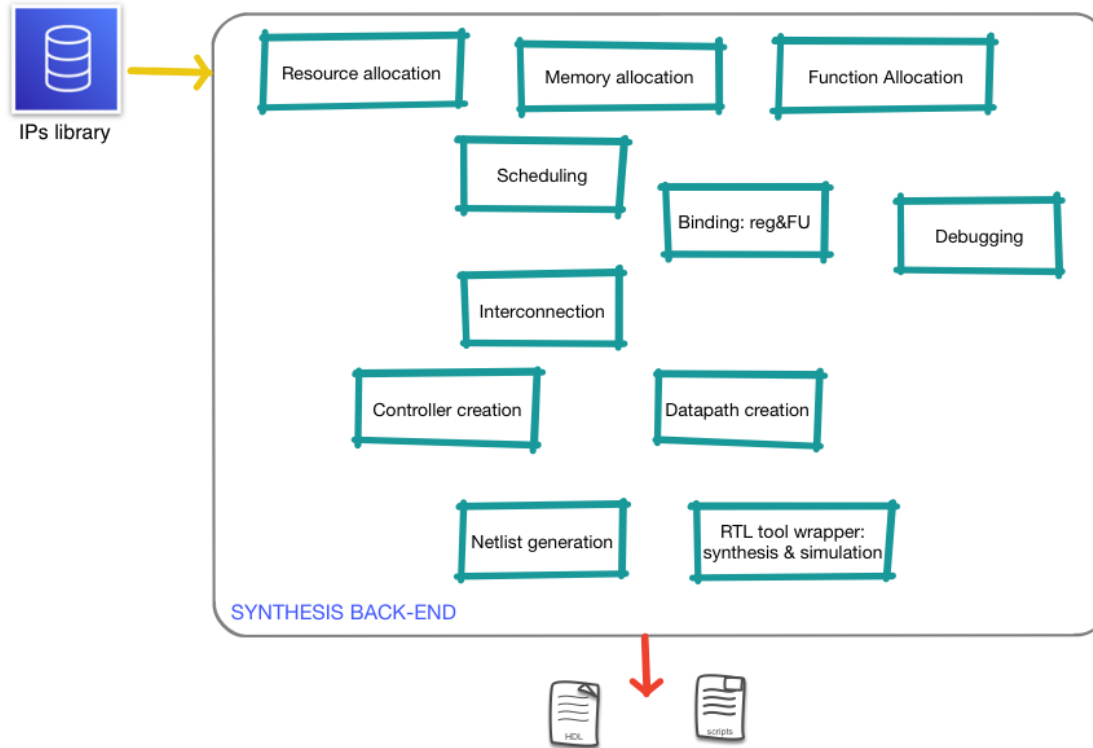 IPs library
Resource allocation
Memory allocation
Function Allocation
Scheduling
Binding: reg&FU
Debugging
Interconnection
Controller creation
Datapath creation
Netlist generation
RTL tool wrapper:
synthesis & simulation
SYNTHESIS BACK-END
HDL
scripts